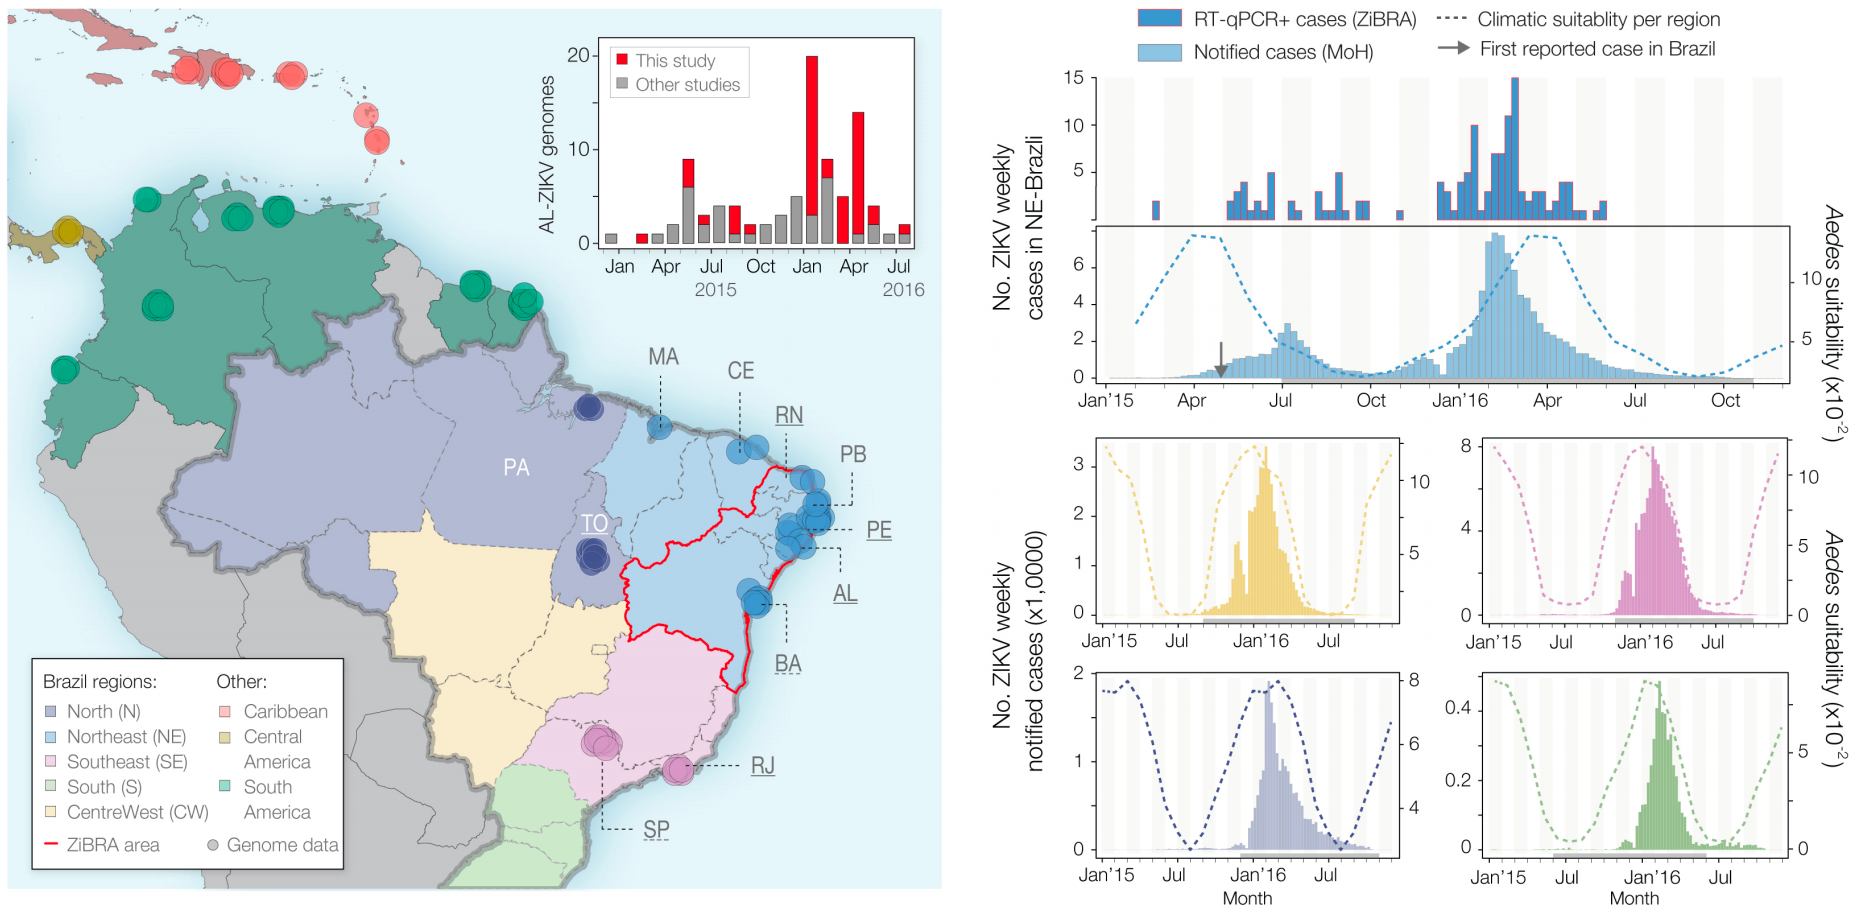 20
10
0
AL-ZIKV genomes
This study
Other studies
Jan Apr Jul Oct Jan Apr Jul
2015 2016
MA
CE
RN
PB
PE
AL
BA
PA
TO
RJ
SP
Brazil regions:
North (N)
Northeast (NE)
Southeast (SE)
South (S)
CentreWest (CW)
ZiBRA area
Other:
Caribbean
Central
America
South
America
Genome data
RT-qPCR+ cases (ZiBRA)
Notified cases (MoH)
Climatic suitablity per region
First reported case in Brazil
No. ZIKV weekly
cases in NE-Brazli
15
10
5
6
4
2
0
10
5
Jan'15 Apr Jul Oct Jan'16 Apr Jul Oct
Aedes suitability (x10-2)
No. ZIKV weekly
notified cases (x1,0000)
3
2
1
0
10
5
Jan'15 Jul Jan'16 Jul
8
4
0
10
5
0
Jan'15 Jul Jan'16 Jul
2
1
0
8
6
4
Jan'15 Jul Jan'16 Jul
Month
0.4
0.2
0
5
0
Jan'15 Jul Jan'16 Jul
Month
Aedes suitability (x10-2)